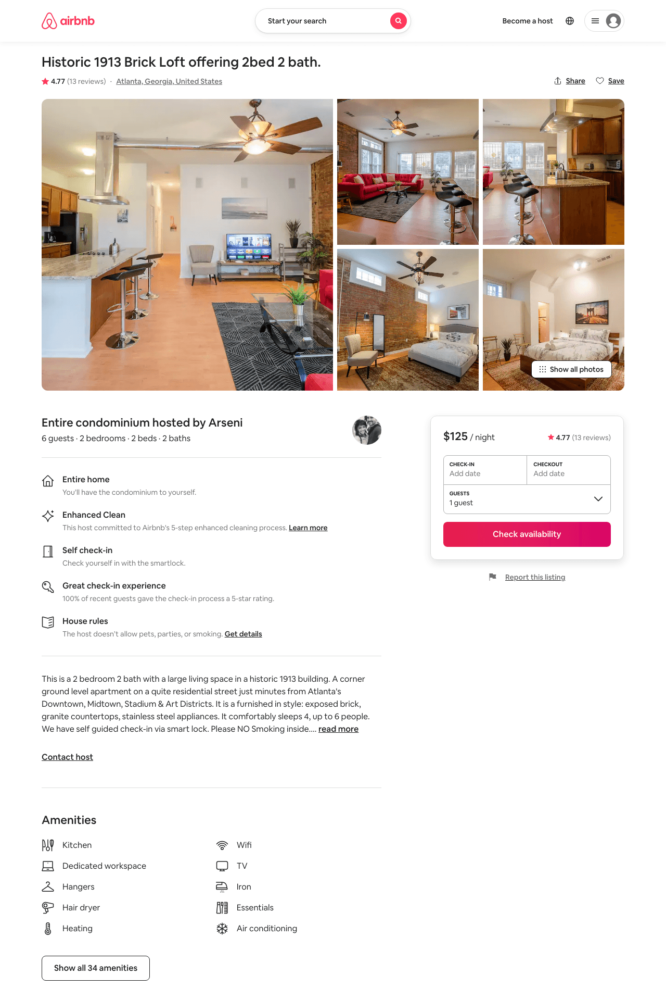 airbnb
Start your search
Become a host
Historic 1913 Brick Loft offering 2bed 2 bath.
4.77 (13 reviews) · Atlanta, Georgia, United States
Share
Save
Show all photos
Entire condominium hosted by Arseni
6 guests · 2 bedrooms · 2 beds · 2 baths
$125 / night
4.77 (13 reviews)
CHECK-IN
Add date
CHECKOUT
Add date
GUESTS
1 guest
Check availability
Report this listing
Entire home
You'll have the condominium to yourself.
Enhanced Clean
This host committed to Airbnb's 5-step enhanced cleaning process. Learn more
Self check-in
Check yourself in with the smartlock.
Great check-in experience
100% of recent guests gave the check-in process a 5-star rating.
House rules
The host doesn't allow pets, parties, or smoking. Get details
This is a 2 bedroom 2 bath with a large living space in a historic 1913 building. A corner
ground level apartment on a quite residential street just minutes from Atlanta's
Downtown, Midtown, Stadium & Art Districts. It is a furnished in style: exposed brick,
granite countertops, stainless steel appliances. It comfortably sleeps 4, up to 6 people.
We have self guided check-in via smart lock. Please NO Smoking inside.... read more
Contact host
Amenities
Kitchen
Wifi
Dedicated workspace
TV
Hangers
Iron
Hair dryer
Essentials
Heating
Air conditioning
Show all 34 amenities